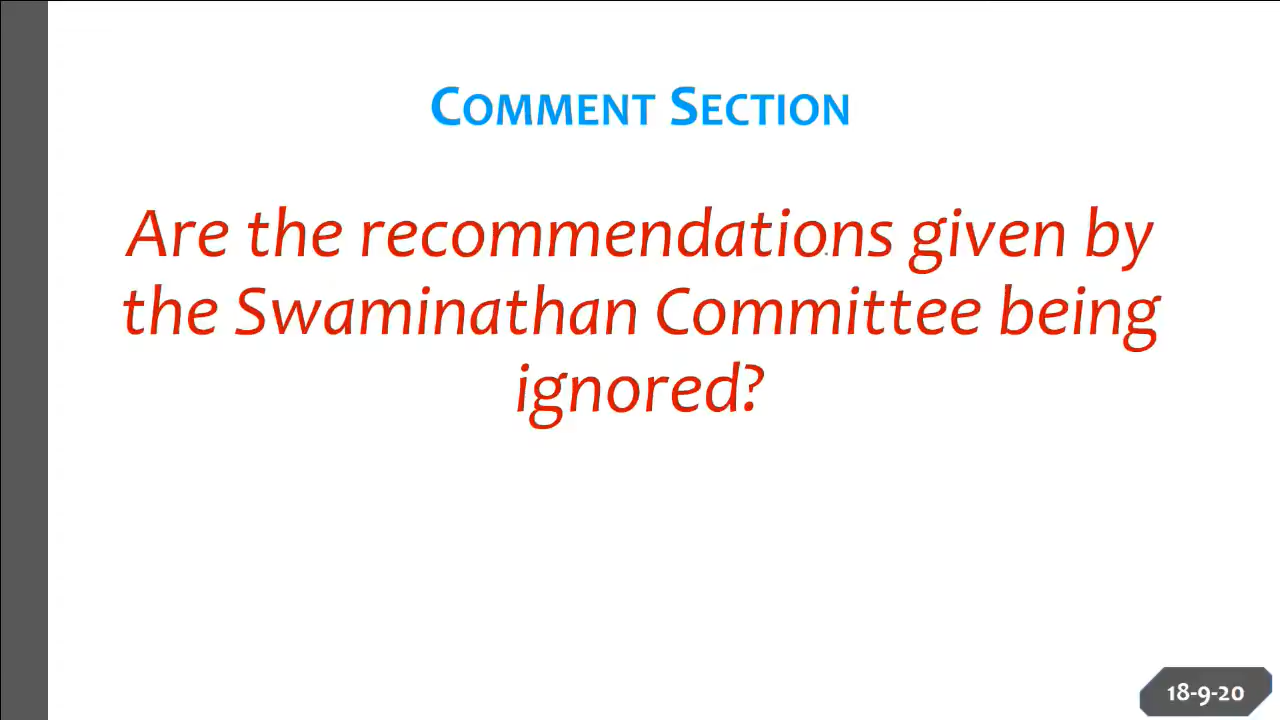 Comment Section
Are the recommendations given by
the Swaminathan Committee being
ignored?
18-9-20